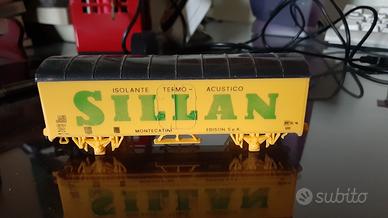 ISOLANTE TERMO- ACUSTICO
SILLAN
MONTECATINI EDISON S.p.A.
subito